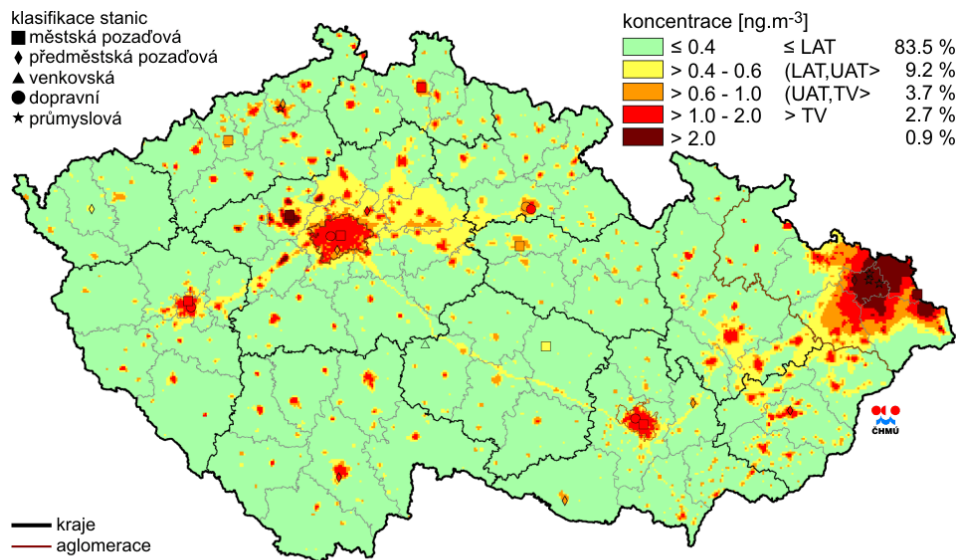 klasifikace stanic
městská pozaďová
předměstská pozaďová
venkovská
dopravní
průmyslová
koncentrace [ng.m⁻³]
≤ 0.4 ≤ LAT 83.5 %
> 0.4 - 0.6 (LAT,UAT> 9.2 %
> 0.6 - 1.0 (UAT,TV> 3.7 %
> 1.0 - 2.0 > TV 2.7 %
> 2.0 0.9 %
ČHMÚ
kraje
aglomerace